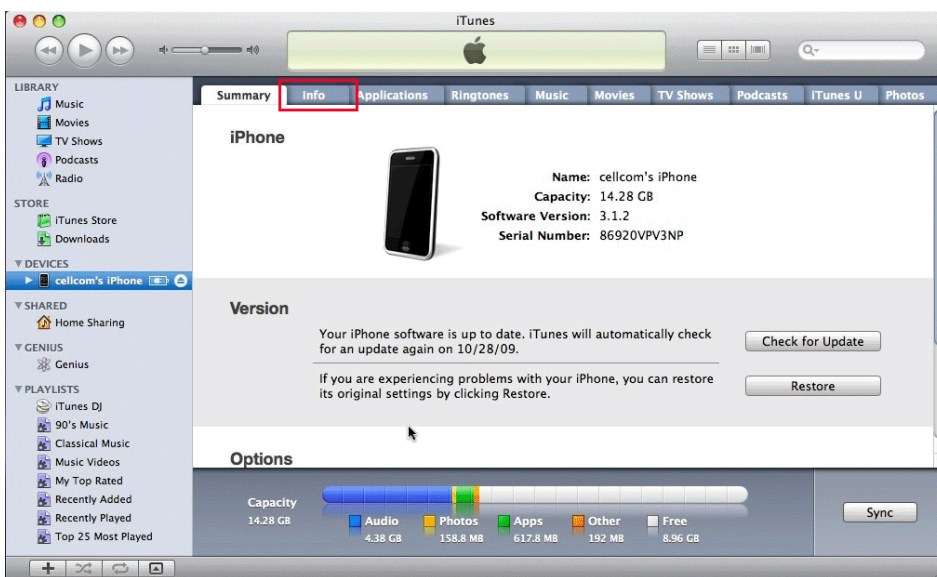 iTunes
LIBRARY
Music
Movies
TV Shows
Podcasts
Radio
STORE
iTunes Store
Downloads
DEVICES
cellcom's iPhone
SHARED
Home Sharing
GENIUS
Genius
PLAYLISTS
iTunes DJ
90's Music
Classical Music
Music Videos
My Top Rated
Recently Added
Recently Played
Top 25 Most Played
Summary Info Applications Ringtones Music Movies TV Shows Podcasts iTunes U Photos
iPhone
Name: cellcom's iPhone
Capacity: 14.28 GB
Software Version: 3.1.2
Serial Number: 86920VPV3NP
Version
Your iPhone software is up to date. iTunes will automatically check
for an update again on 10/28/09.
Check for Update
If you are experiencing problems with your iPhone, you can restore
its original settings by clicking Restore.
Restore
Options
Capacity
14.28 GB
Audio Photos Apps Other Free
4.38 GB 158.8 MB 617.8 MB 192 MB 8.96 GB
Sync